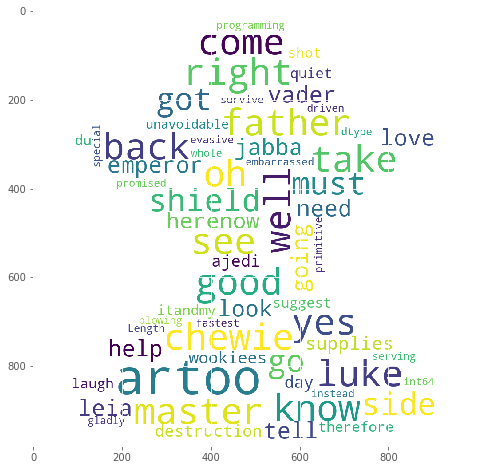 0
programming
come
shot
right
quiet
got
vader
survive
driven
200
father
unavoidable
dtype
du
special
back
evasive
jabba
love
whole
take
emperor
embarrassed
oh
promised
must
400
shield
well
need
herenow
see
going
primitive
ajedi
600
good
suggest
itandmy
look
blowing
yes
Length
fastest
chewie
supplies
help
wookiees
go
serving
800
artoo
luke
laugh
day
int64
instead
leia
master
know
side
gladly
destruction
tell
therefore
0 200 400 600 800